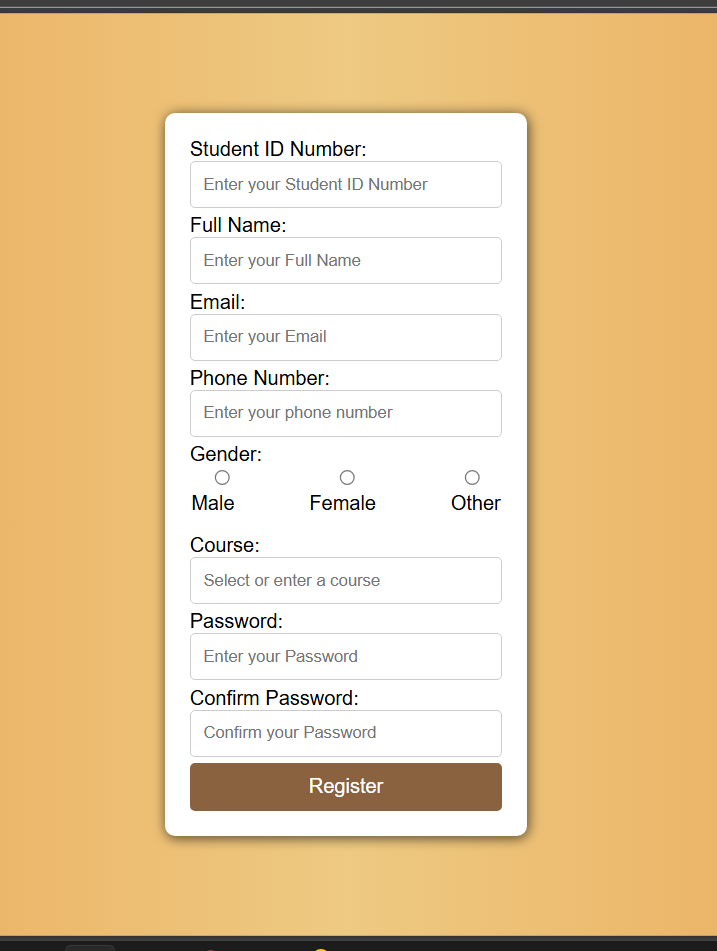 Student ID Number:
Enter your Student ID Number
Full Name:
Enter your Full Name
Email:
Enter your Email
Phone Number:
Enter your phone number
Gender:
Male Female Other
Course:
Select or enter a course
Password:
Enter your Password
Confirm Password:
Confirm your Password
Register